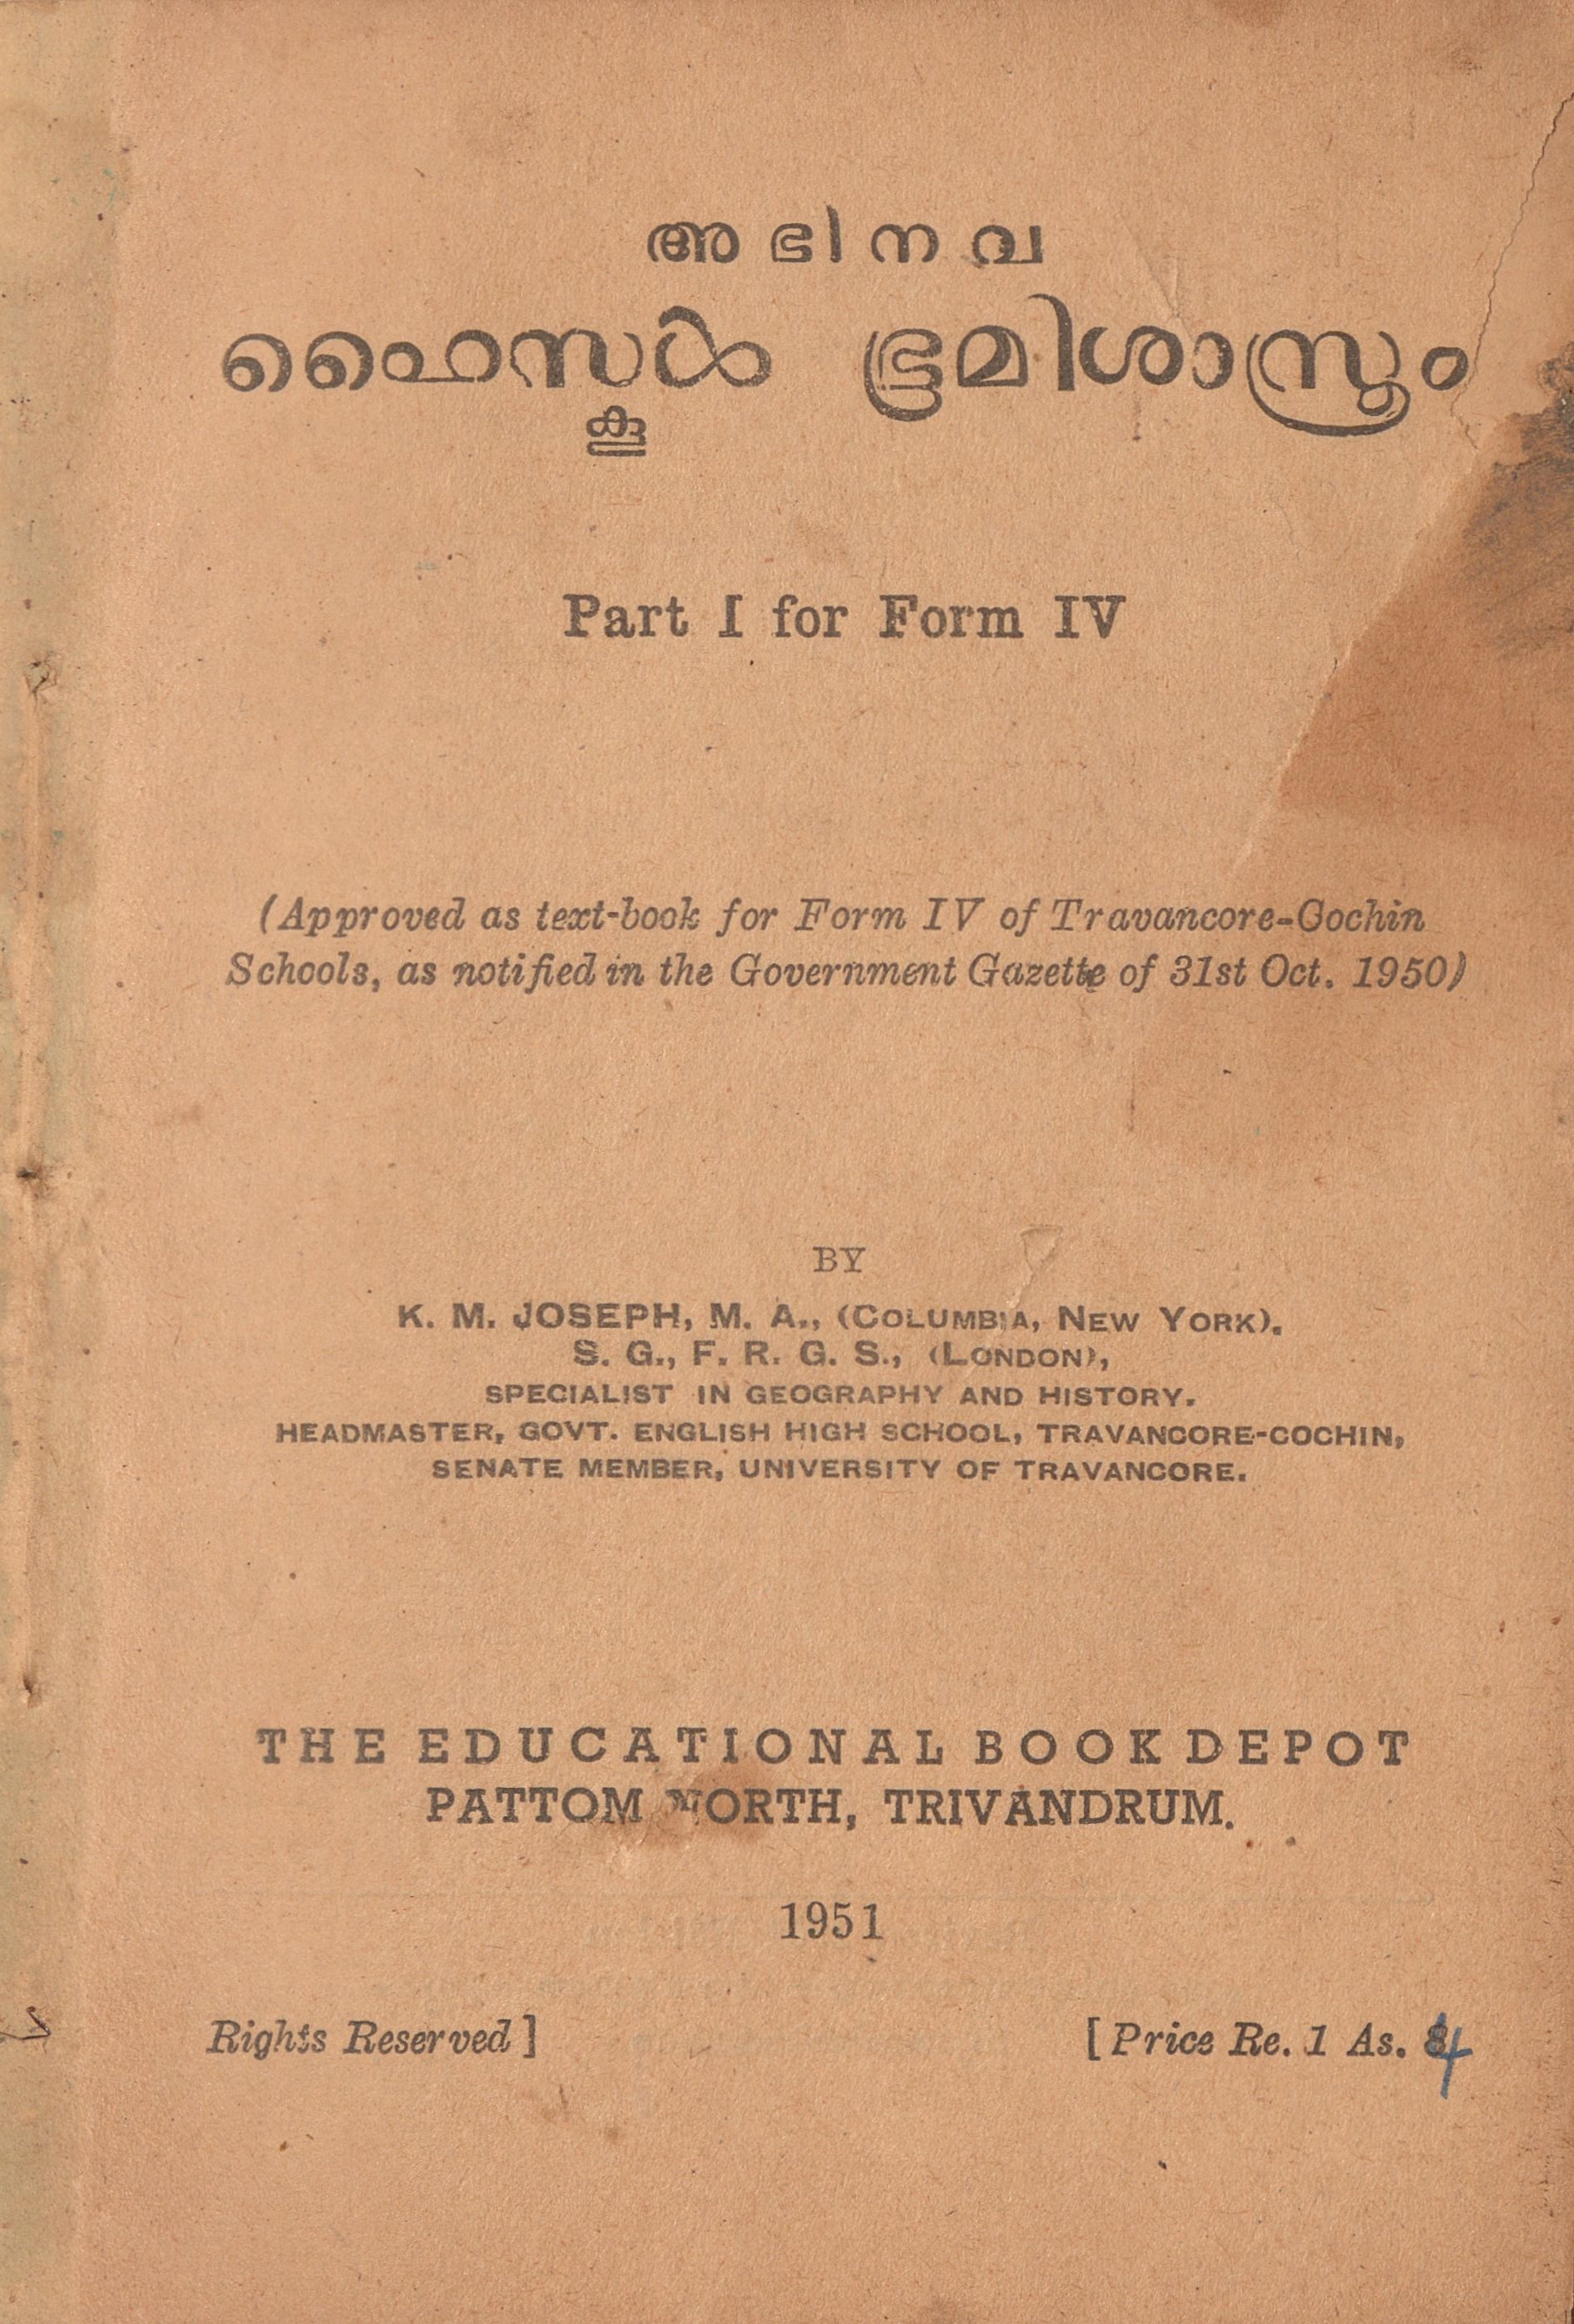 അഭിനവ
ഹൈസ്കൂൾ ഭൂമിശാസ്ത്രം
Part I for Form IV
(Approved as text-book for Form IV of Travancore-Cochin
Schools, as notified in the Government Gazette of 31st Oct. 1950)
BY
K. M. JOSEPH, M. A., (COLUMBIA, NEW YORK).
S. G., F. R. G. S., (LONDON),
SPECIALIST IN GEOGRAPHY AND HISTORY.
HEADMASTER, GOVT. ENGLISH HIGH SCHOOL, TRAVANCORE-COCHIN,
SENATE MEMBER, UNIVERSITY OF TRAVANCORE.
THE EDUCATIONAL BOOK DEPOT
PATTOM NORTH, TRIVANDRUM.
1951
Rights Reserved] [Price Re. 1 As. 4